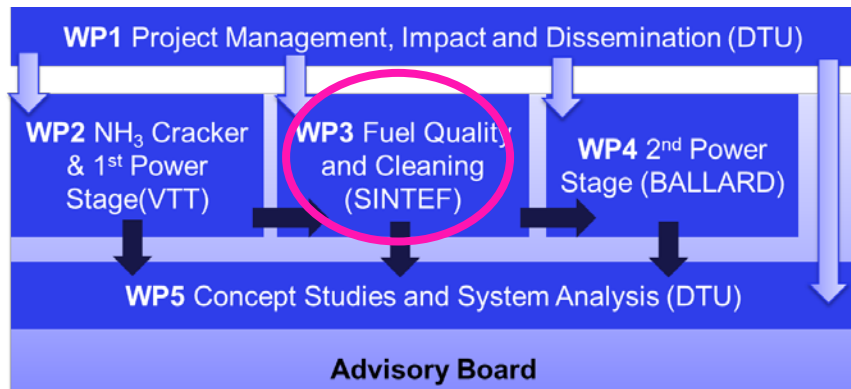 WP1 Project Management, Impact and Dissemination (DTU)
WP2 NH₃ Cracker
& 1ˢᵗ Power
Stage(VTT)
WP3 Fuel Quality
and Cleaning
(SINTEF)
WP4 2ⁿᵈ Power
Stage (BALLARD)
WP5 Concept Studies and System Analysis (DTU)
Advisory Board